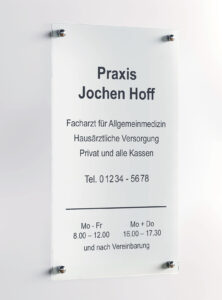 Praxis
Jochen Hoff
Facharzt für Allgemeinmedizin
Hausärztliche Versorgung
Privat und alle Kassen
Tel. 01234 - 5678
Mo - Fr Mo + Do
8.00 – 12.00 15.00 – 17.30
und nach Vereinbarung